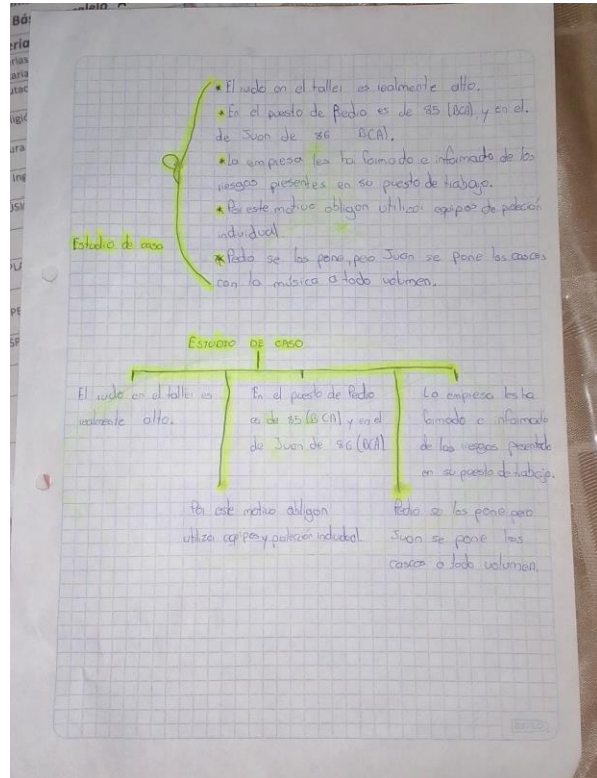 * El ruido en el taller es realmente alto.
* En el puesto de Pedro es de 85 (BCA), y en el.
de Juan de 86 BCA).
* La empresa les ha formado e informado de los
riesgos presentes en su puesto de trabajo.
* Por este motivo obligan utilizar equipos de
individual
Estudio de caso
* Pedro se los pone, pero Juan se pone los cascos
con la música a todo volumen.
ESTUDIO DE CASO
El ruido en el taller es
realmente alto.
En el puesto de Pedro
es de 85 (BCA) y en el
de Juan de 86 (BCA)
La empresa les ha
formado e informado
de los riesgos
en su puesto de trabajo.
Por este motivo obligan
utilizar equipos y
Pedro se los pone, pero
Juan se pone los
cascos a todo volumen.